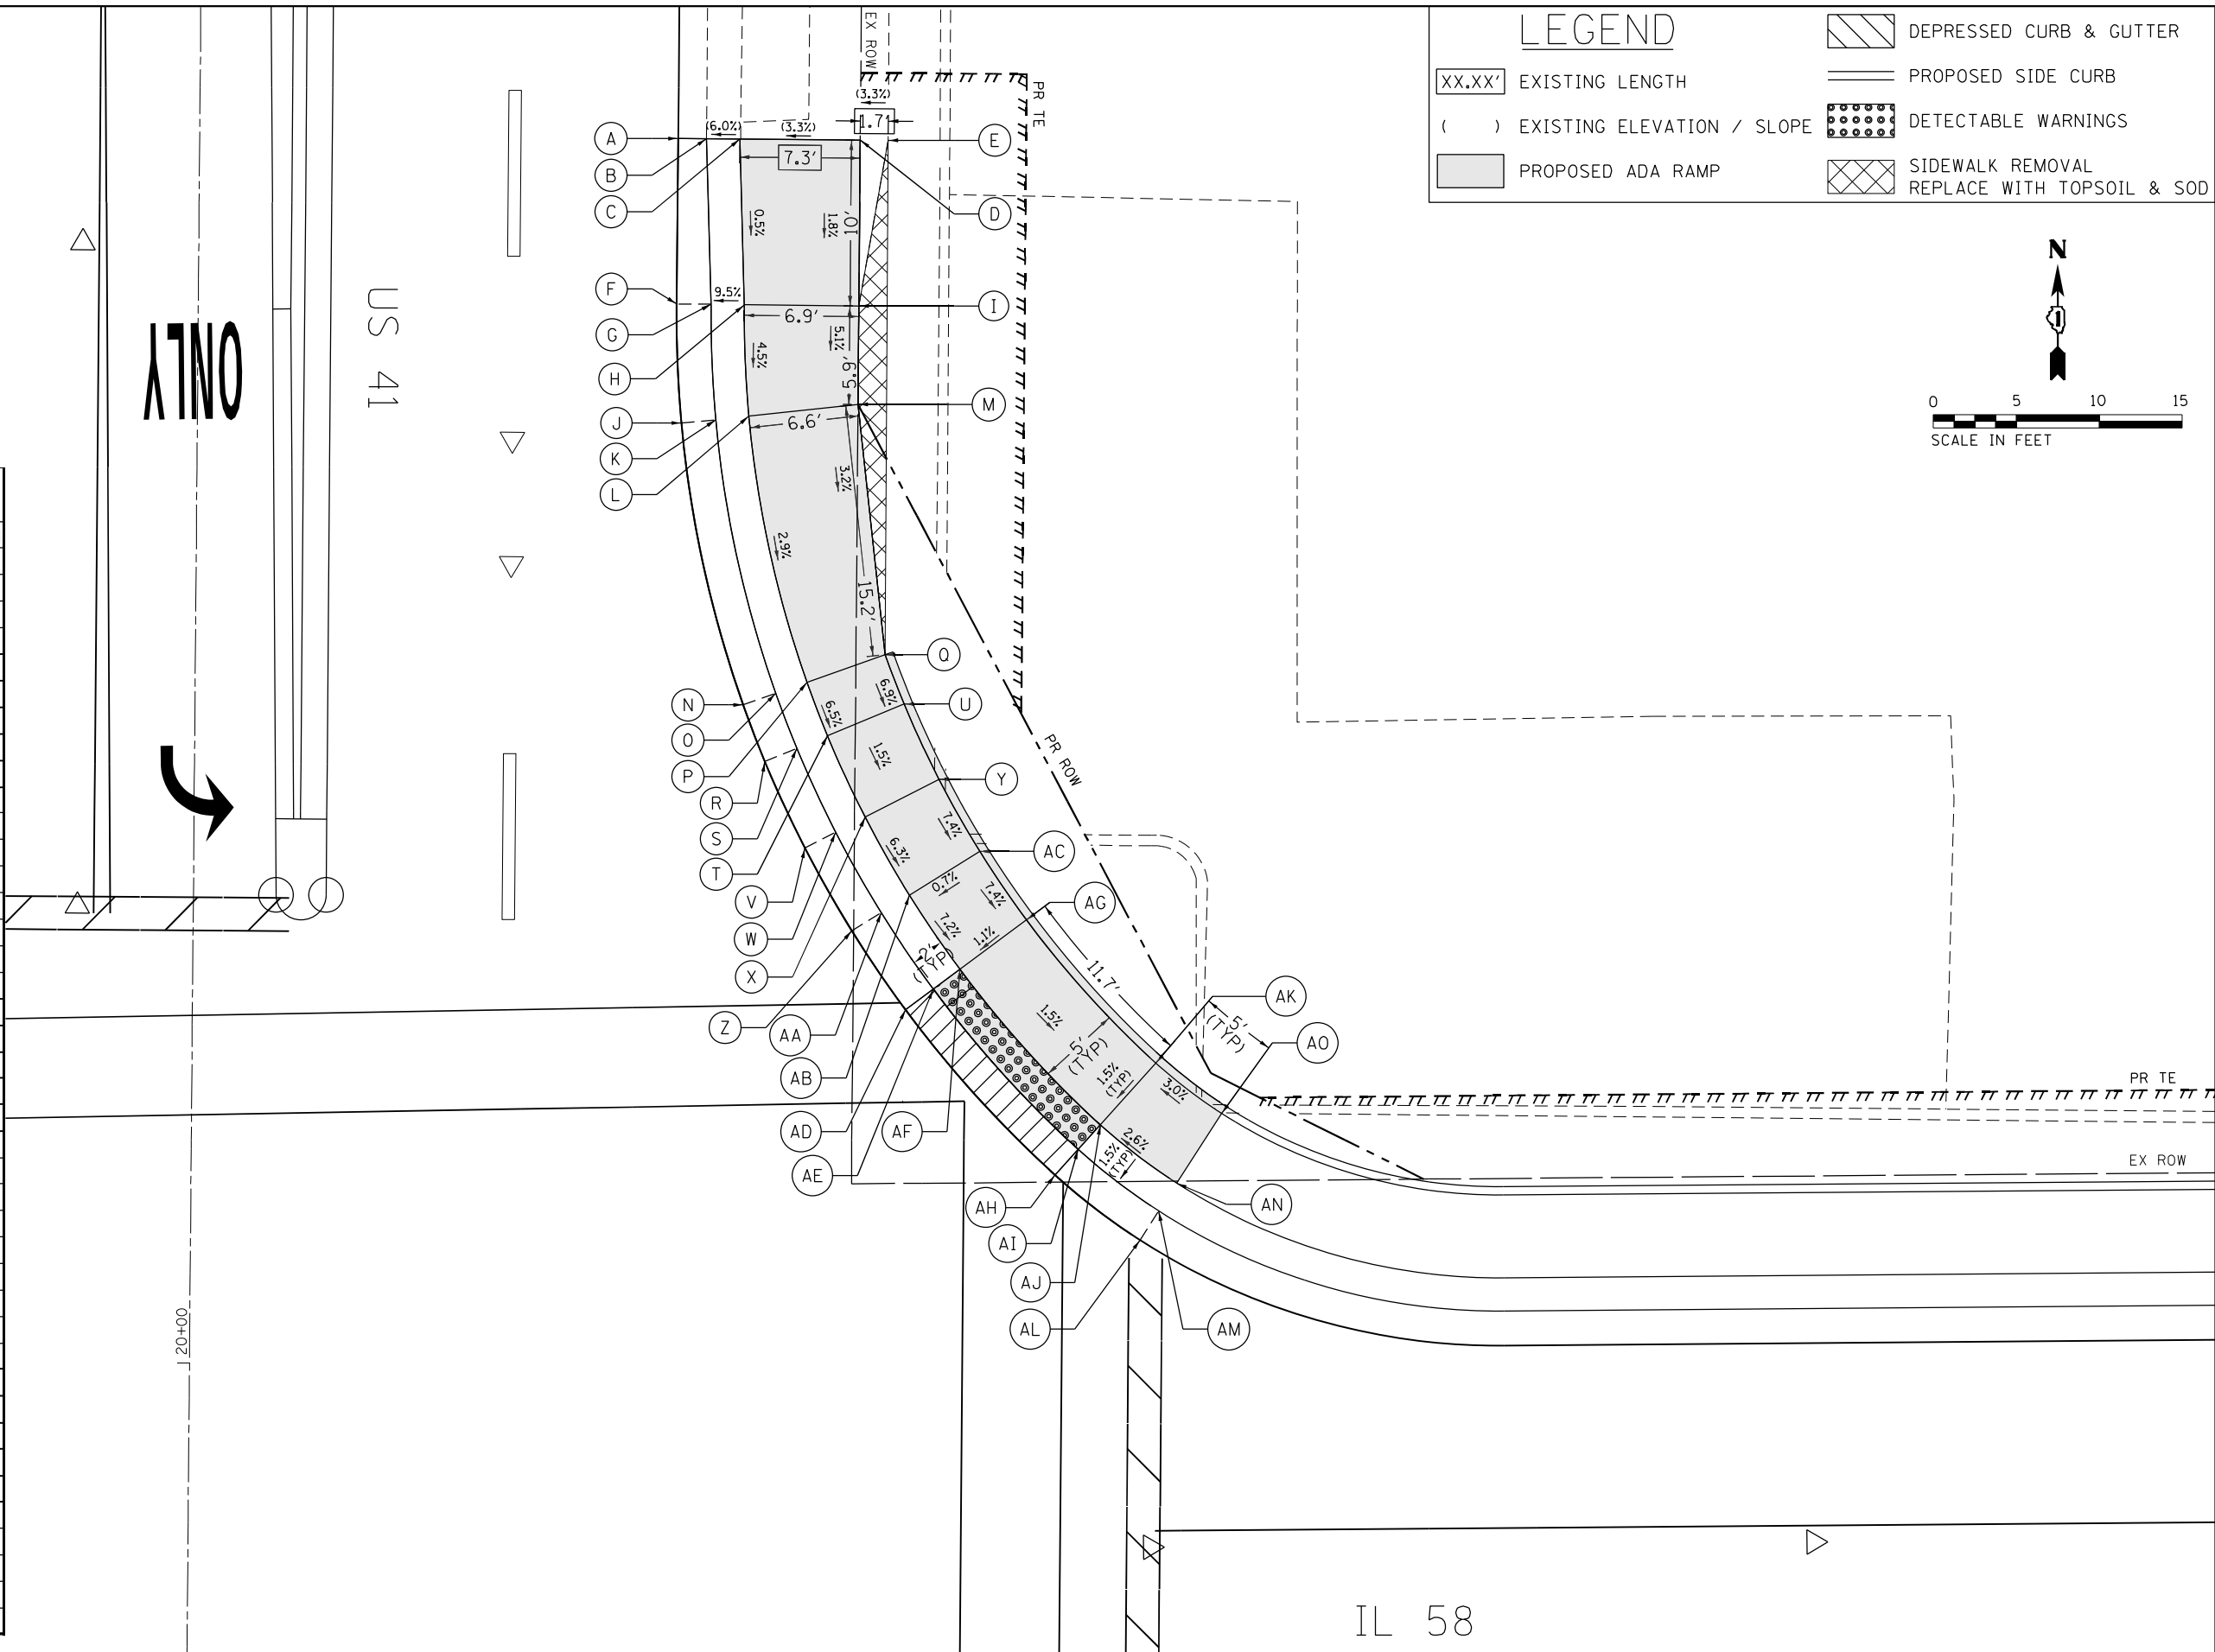 LEGEND
XX.XX' EXISTING LENGTH
( ) EXISTING ELEVATION / SLOPE
PROPOSED ADA RAMP
DEPRESSED CURB & GUTTER
PROPOSED SIDE CURB
DETECTABLE WARNINGS
SIDEWALK REMOVAL
REPLACE WITH TOPSOIL & SOD
N
1
0 5 10 15
SCALE IN FEET
EX ROW
PR TE
(3.3%)
1.7'
(6.0%)
(3.3%)
7.3'
A
B
C
D
E
0.5%
1.8%
10'
F
G
H
I
9.5%
6.9'
4.5%
5.1%
5.9'
J
K
L
M
6.6'
3.2%
2.9%
15.2'
US 41
ONLY
N
O
P
Q
6.9%
6.5%
U
1.5%
R
S
T
Y
PR ROW
7.4%
6.3%
V
W
X
AC
0.7%
7.4%
7.2%
1.1%
AG
2'
(TYP)
11.7'
Z
AA
AB
AD
AE
AF
1.5%
5'
(TYP)
1.5%
(TYP)
AK
5'
(TYP)
AO
3.0%
2.6%
1.5%
(TYP)
AH
AI
AJ
AL
AM
AN
PR TE
EX ROW
20+00
IL 58